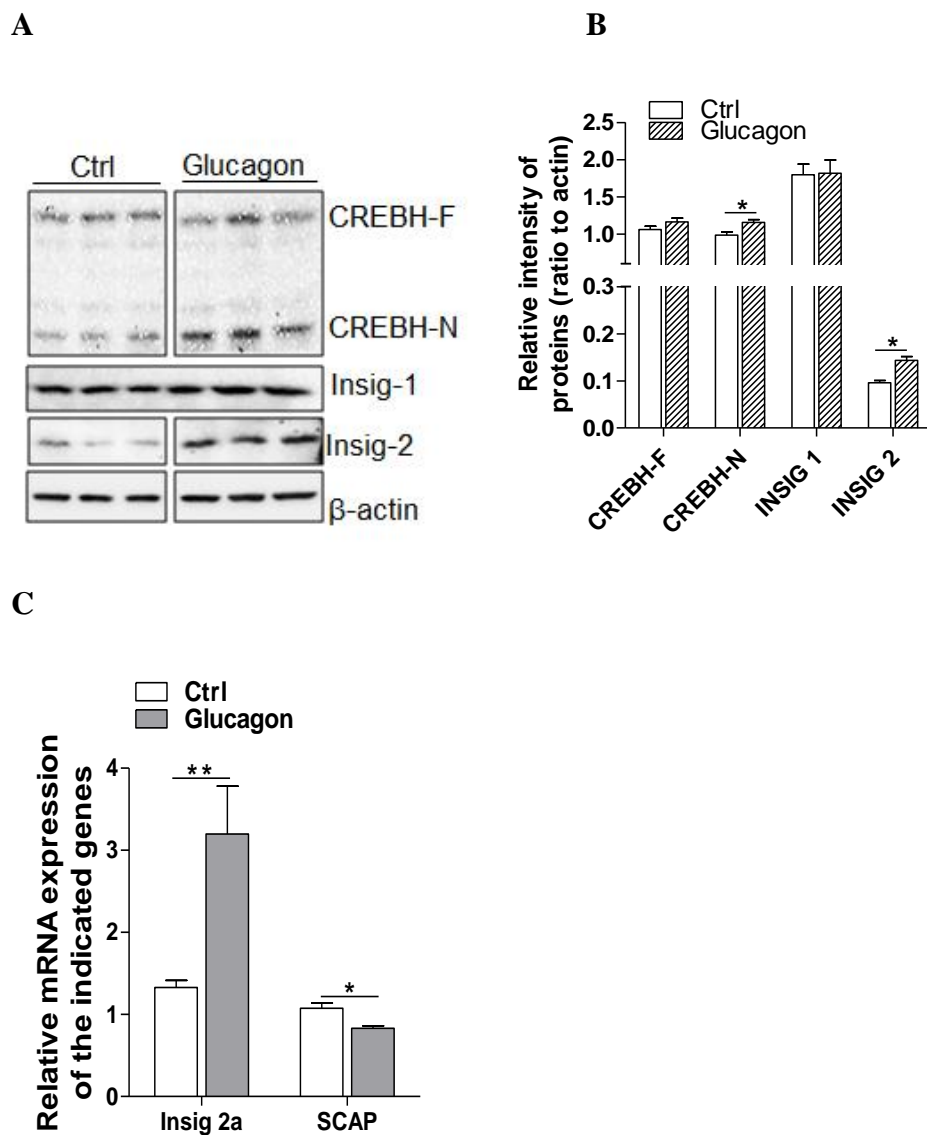 A
Ctrl
Glucagon
CREBH-F
CREBH-N
Insig-1
Insig-2
β-actin
B
Ctrl
Glucagon
Relative intensity of
proteins (ratio to actin)
2.5
2.0
1.5
1.0
0.5
0.3
0.2
0.1
0.0
*
*
CREBH-F
CREBH-N
INSIG 1
INSIG 2
C
Ctrl
Glucagon
Relative mRNA expression
of the indicated genes
4
3
2
1
0
**
*
Insig 2a
SCAP